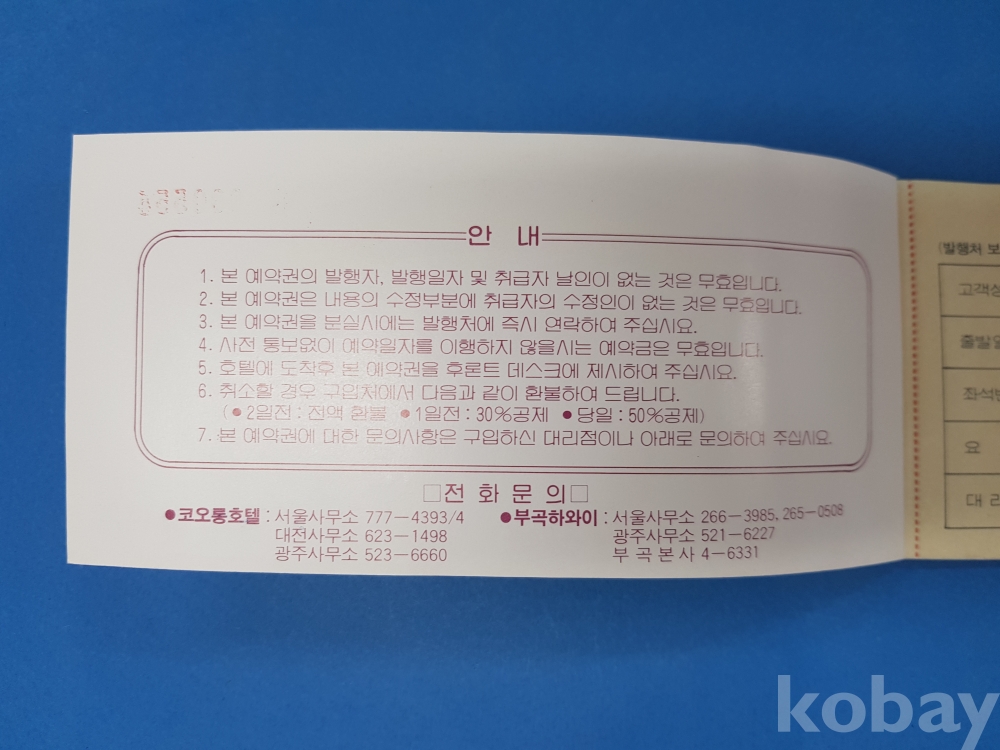 안 내
1. 본 예약권의 발행자, 발행일자 및 취급자 날인이 없는 것은 무효입니다.
2. 본 예약권은 내용의 수정부분에 취급자의 수정인이 없는 것은 무효입니다.
3. 본 예약권을 분실시에는 발행처에 즉시 연락하여 주십시요.
4. 사전 통보없이 예약일자를 이행하지 않을시는 예약금은 무효입니다.
5. 호텔에 도착후 본 예약권을 후론트 데스크에 제시하여 주십시요.
6. 취소할 경우 구입처에서 다음과 같이 환불하여 드립니다.
(●2일전 : 전액 환불 ●1일전 : 30%공제 ●당일 : 50%공제)
7. 본 예약권에 대한 문의사항은 구입하신 대리점이나 아래로 문의하여 주십시요.
□전 화 문 의□
●코오롱호텔 : 서울사무소 777-4393/4
대전사무소 623-1498
광주사무소 523-6660
●부곡하와이 : 서울사무소 266-3985, 265-0508
광주사무소 521-6227
부 곡 본 사 4-6331
(발행처 보
고객성
출발일
좌석번
요
대 리
kobay